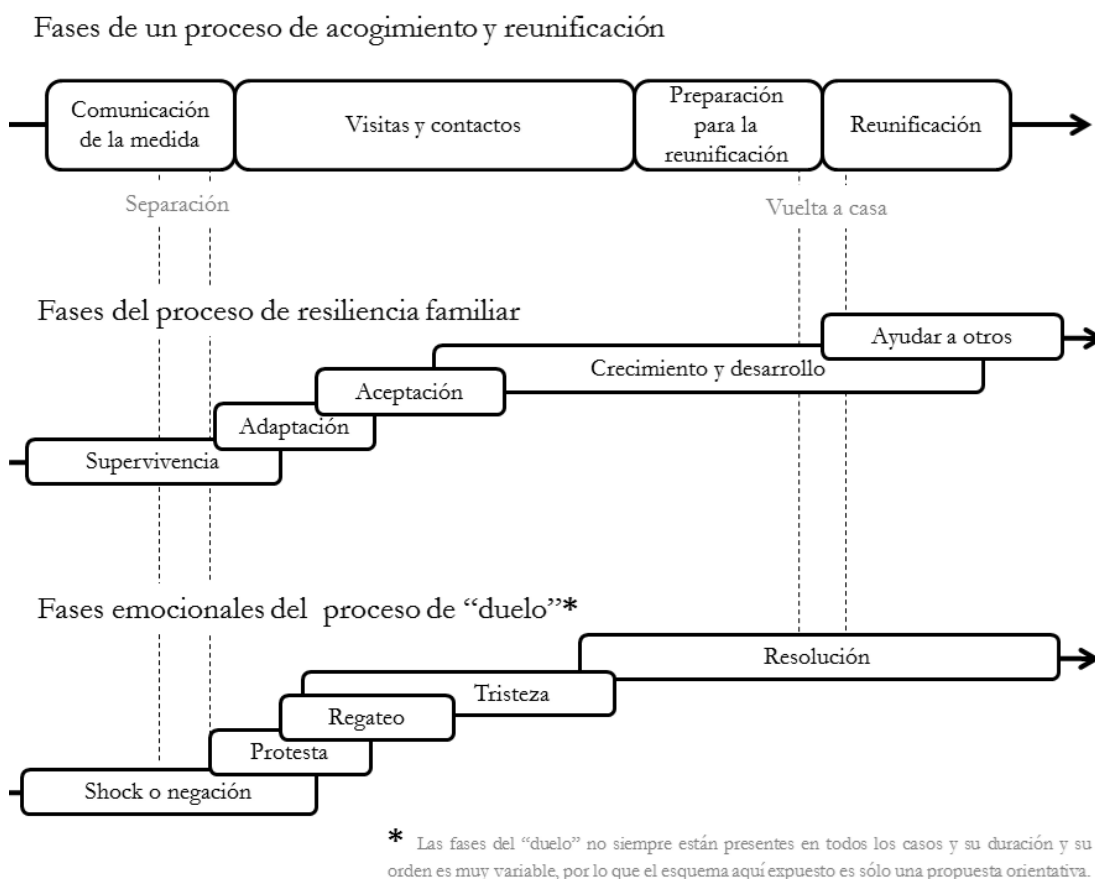 Fases de un proceso de acogimiento y reunificación
Comunicación
de la medida
Visitas y contactos
Preparación
para la
reunificación
Reunificación
Separación
Vuelta a casa
Fases del proceso de resiliencia familiar
Ayudar a otros
Crecimiento y desarrollo
Aceptación
Adaptación
Supervivencia
Fases emocionales del proceso de “duelo”*
Resolución
Tristeza
Regateo
Protesta
Shock o negación
* Las fases del “duelo” no siempre están presentes en todos los casos y su duración y su
orden es muy variable, por lo que el esquema aquí expuesto es sólo una propuesta orientativa.